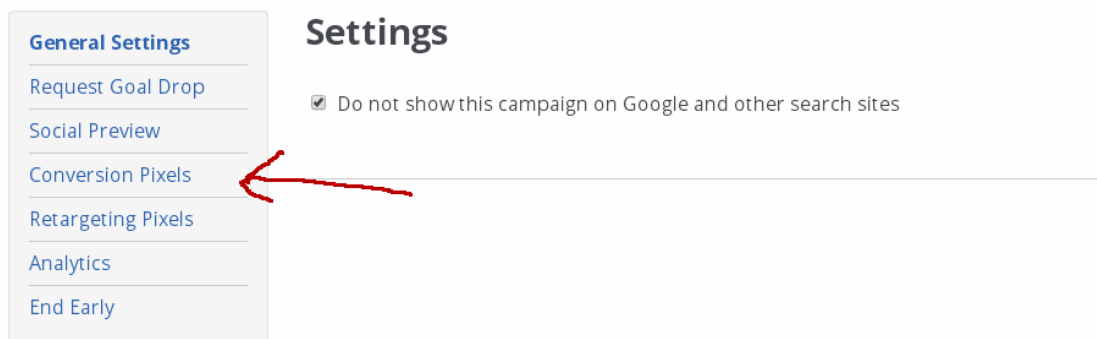 General Settings
Request Goal Drop
Social Preview
Conversion Pixels
Retargeting Pixels
Analytics
End Early
Settings
Do not show this campaign on Google and other search sites